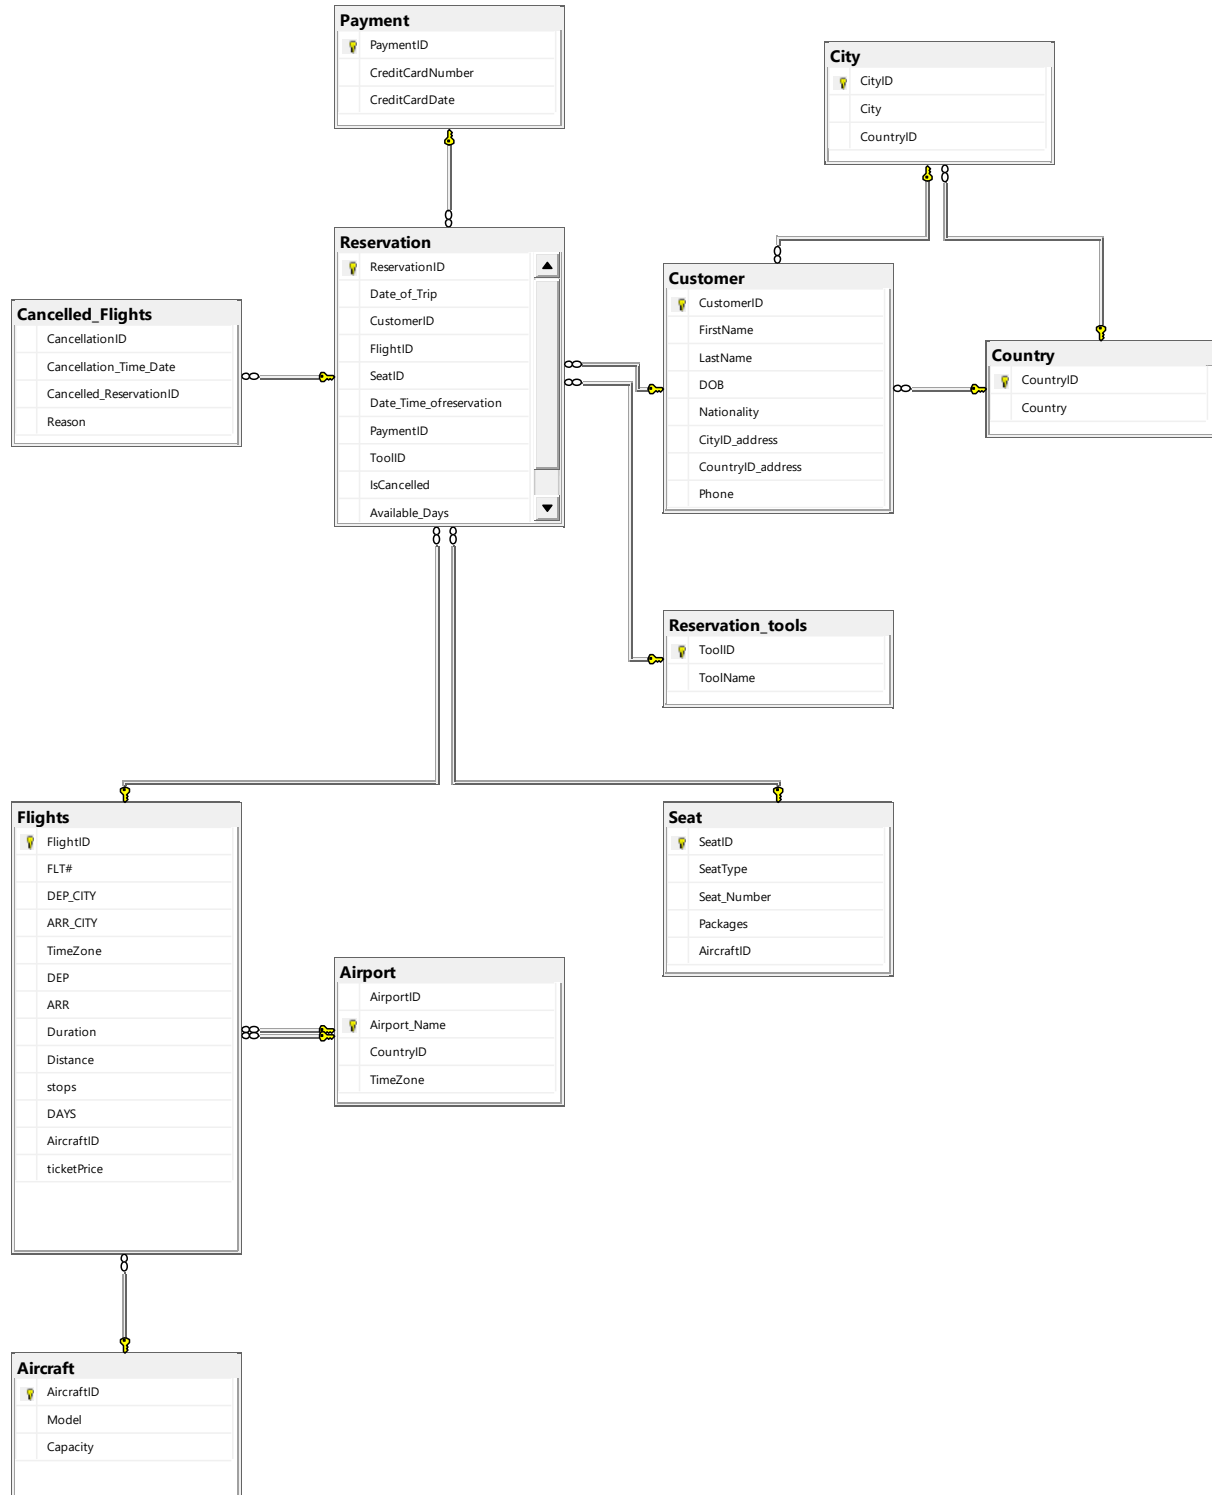 Payment
PaymentID
CreditCardNumber
CreditCardDate
City
CityID
City
CountryID
Reservation
ReservationID
Date_of_Trip
CustomerID
FlightID
SeatID
Date_Time_ofreservation
PaymentID
ToolID
IsCancelled
Available_Days
Cancelled_Flights
CancellationID
Cancellation_Time_Date
Cancelled_ReservationID
Reason
Customer
CustomerID
FirstName
LastName
DOB
Nationality
CityID_address
CountryID_address
Phone
Country
CountryID
Country
Reservation_tools
ToolID
ToolName
Flights
FlightID
FLT#
DEP_CITY
ARR_CITY
TimeZone
DEP
ARR
Duration
Distance
stops
DAYS
AircraftID
ticketPrice
Seat
SeatID
SeatType
Seat_Number
Packages
AircraftID
Airport
AirportID
Airport_Name
CountryID
TimeZone
Aircraft
AircraftID
Model
Capacity